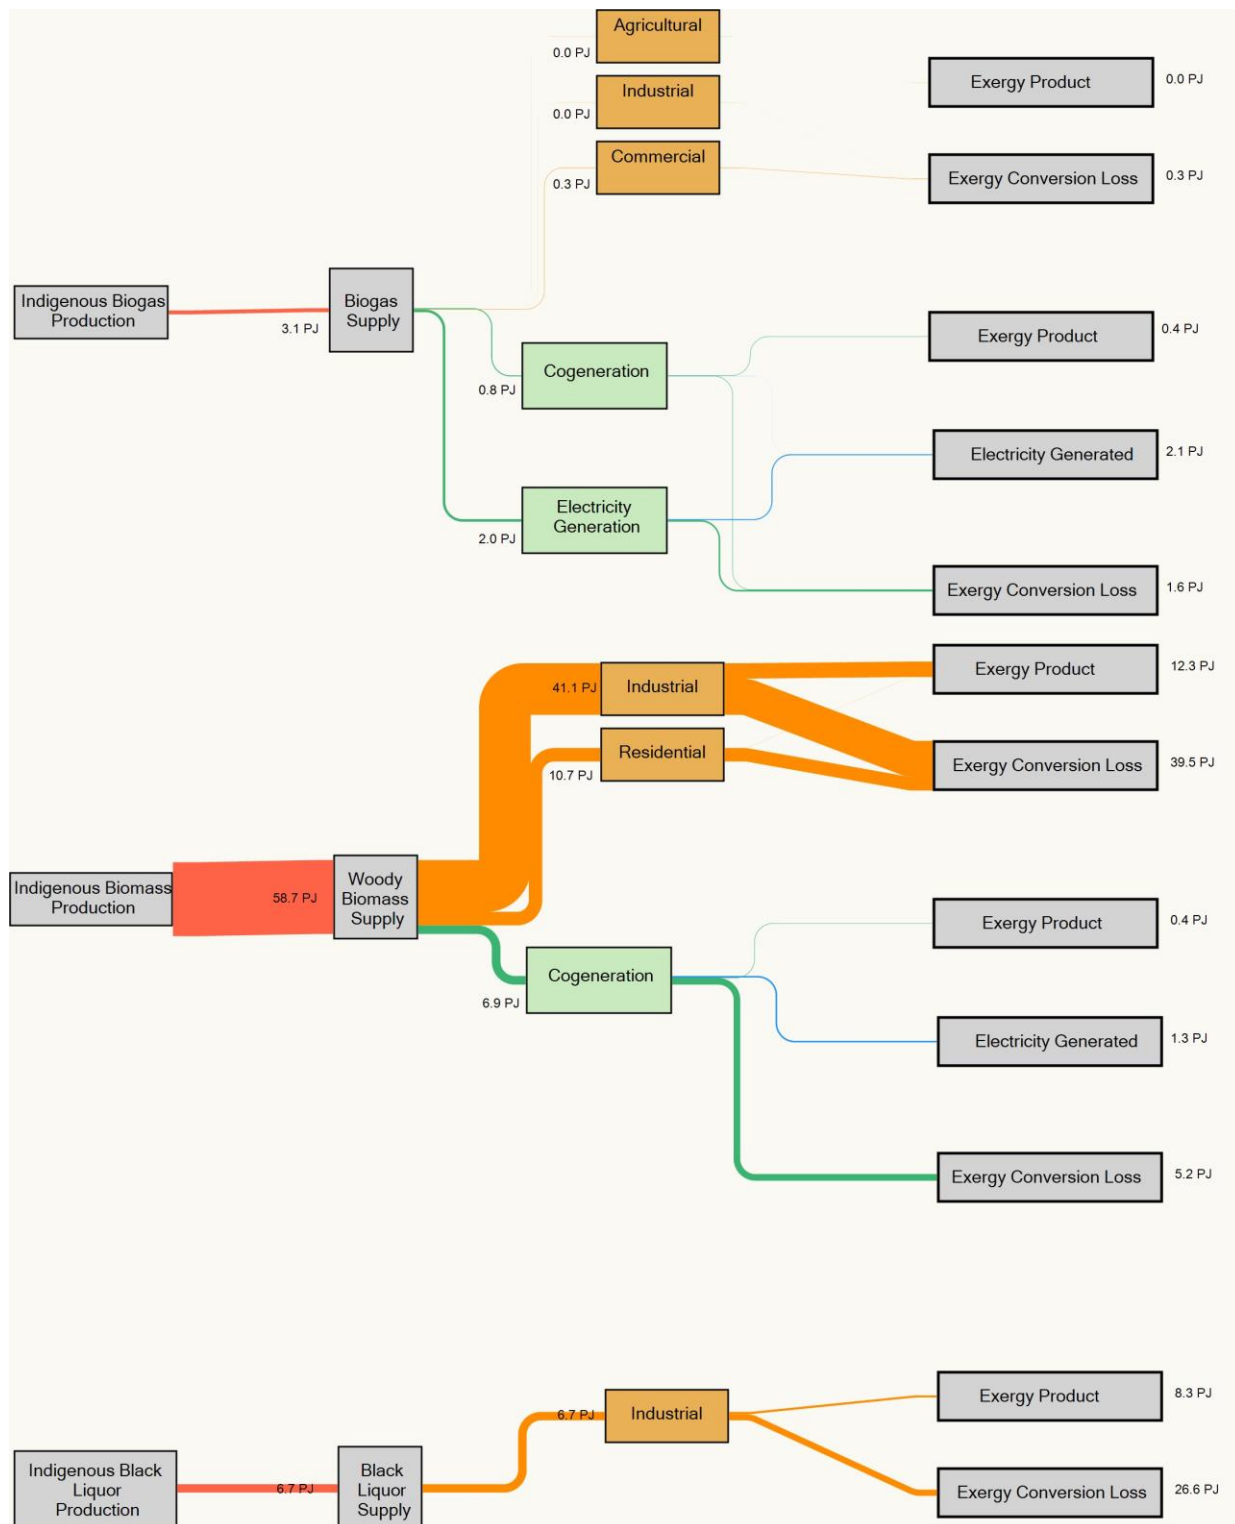 Agricultural
0.0 PJ
Industrial
0.0 PJ
Commercial
0.3 PJ
Exergy Product
0.0 PJ
Exergy Conversion Loss
0.3 PJ
Indigenous Biogas
Production
3.1 PJ
Biogas
Supply
Cogeneration
0.8 PJ
Electricity
Generation
2.0 PJ
Exergy Product
0.4 PJ
Electricity Generated
2.1 PJ
Exergy Conversion Loss
1.6 PJ
41.1 PJ
Industrial
Residential
10.7 PJ
Exergy Product
12.3 PJ
Exergy Conversion Loss
39.5 PJ
Indigenous Biomass
Production
58.7 PJ
Woody
Biomass
Supply
Cogeneration
6.9 PJ
Exergy Product
0.4 PJ
Electricity Generated
1.3 PJ
Exergy Conversion Loss
5.2 PJ
Indigenous Black
Liquor
Production
6.7 PJ
Black
Liquor
Supply
6.7 PJ
Industrial
Exergy Product
8.3 PJ
Exergy Conversion Loss
26.6 PJ